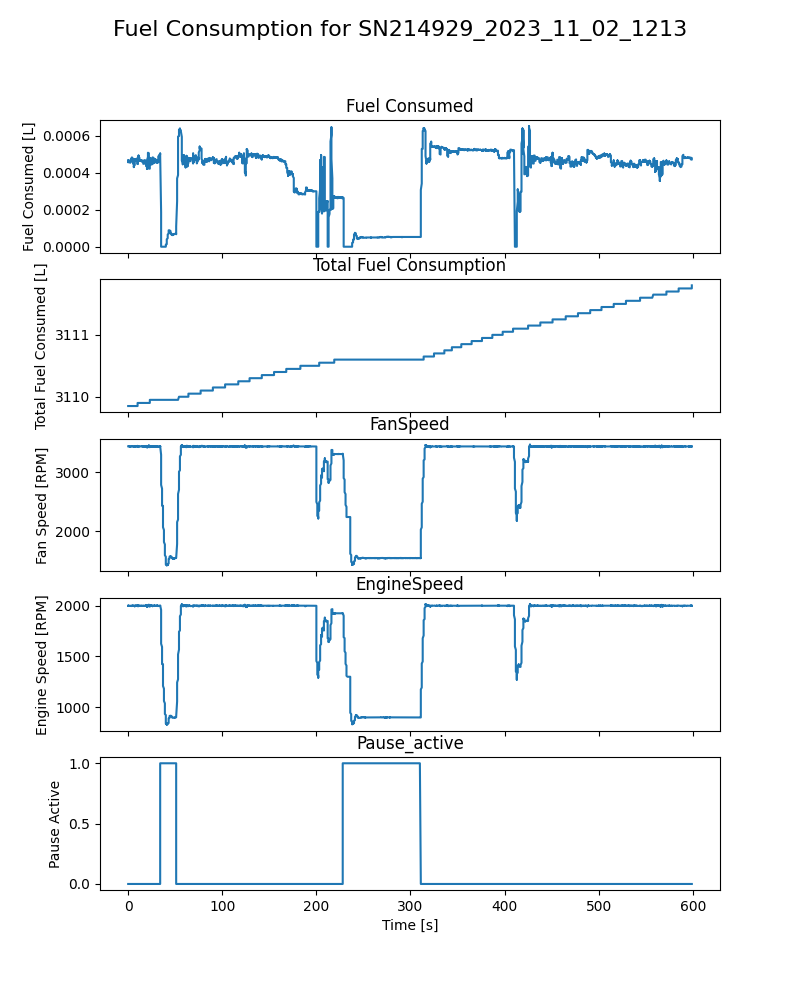 Fuel Consumption for SN214929_2023_11_02_1213
Fuel Consumed
Fuel Consumed [L]
0.0006
0.0004
0.0002
0.0000
Total Fuel Consumption
Total Fuel Consumed [L]
3111
3110
FanSpeed
Fan Speed [RPM]
3000
2000
EngineSpeed
Engine Speed [RPM]
2000
1500
1000
Pause_active
Pause Active
1.0
0.5
0.0
0 100 200 300 400 500 600
Time [s]